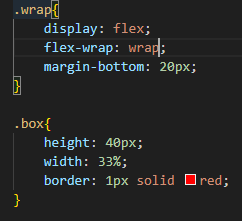 .wrap{
    display: flex;
    flex-wrap: wrap;
    margin-bottom: 20px;
}

.box{
    height: 40px;
    width: 33%;
    border: 1px solid red;
}